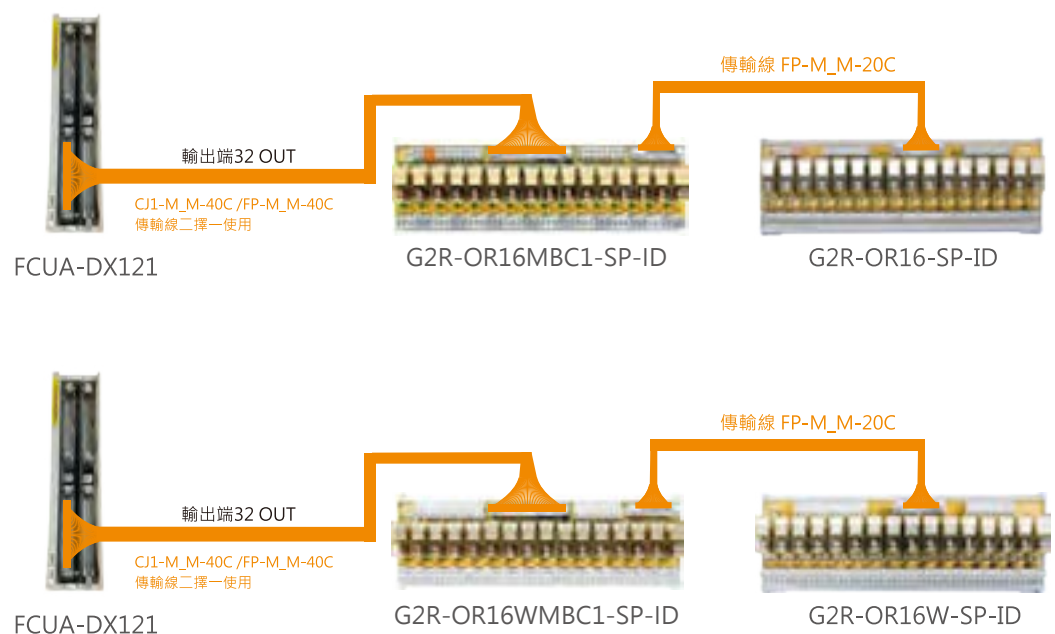 傳輸線 FP-M_M-20C
輸出端32 OUT
CJ1-M_M-40C /FP-M_M-40C
傳輸線二擇一使用
FCUA-DX121
G2R-OR16MBC1-SP-ID
G2R-OR16-SP-ID
傳輸線 FP-M_M-20C
輸出端32 OUT
CJ1-M_M-40C /FP-M_M-40C
傳輸線二擇一使用
FCUA-DX121
G2R-OR16WMBC1-SP-ID
G2R-OR16W-SP-ID